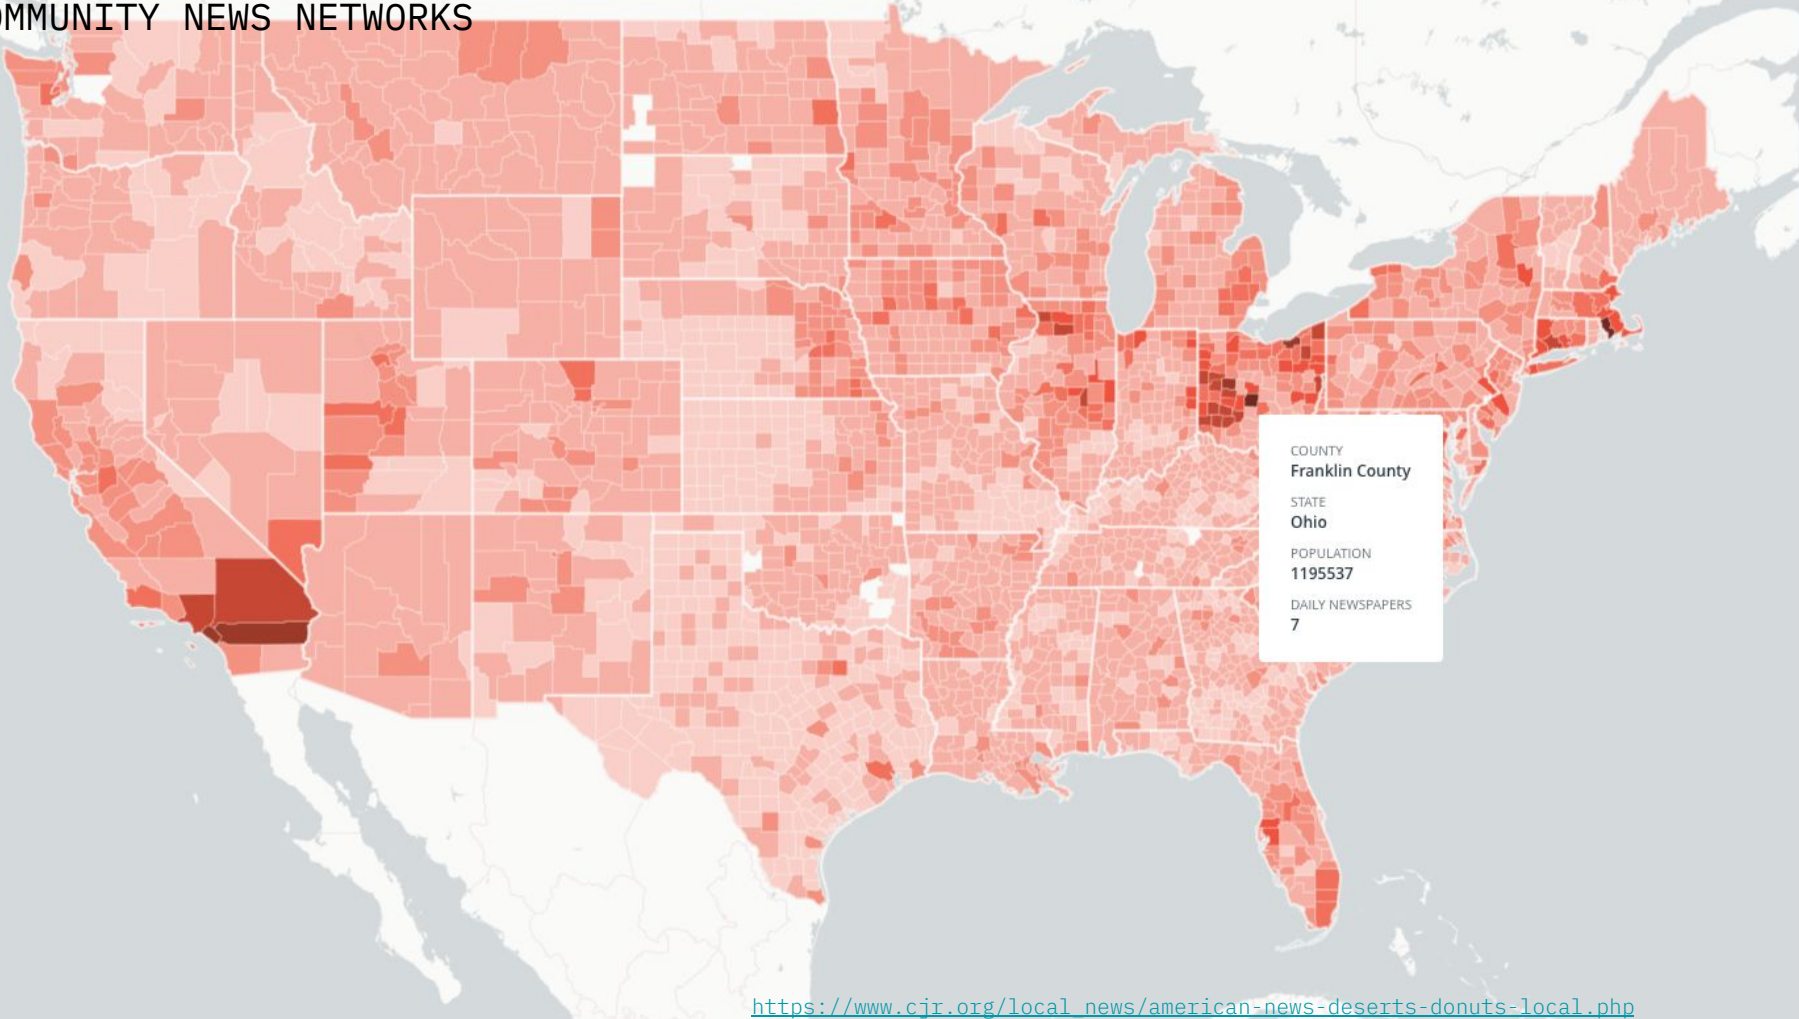 OMMUNITY NEWS NETWORKS
COUNTY
Franklin County
STATE
Ohio
POPULATION
1195537
DAILY NEWSPAPERS
7
https://www.cjr.org/local_news/american-news-deserts-donuts-local.php